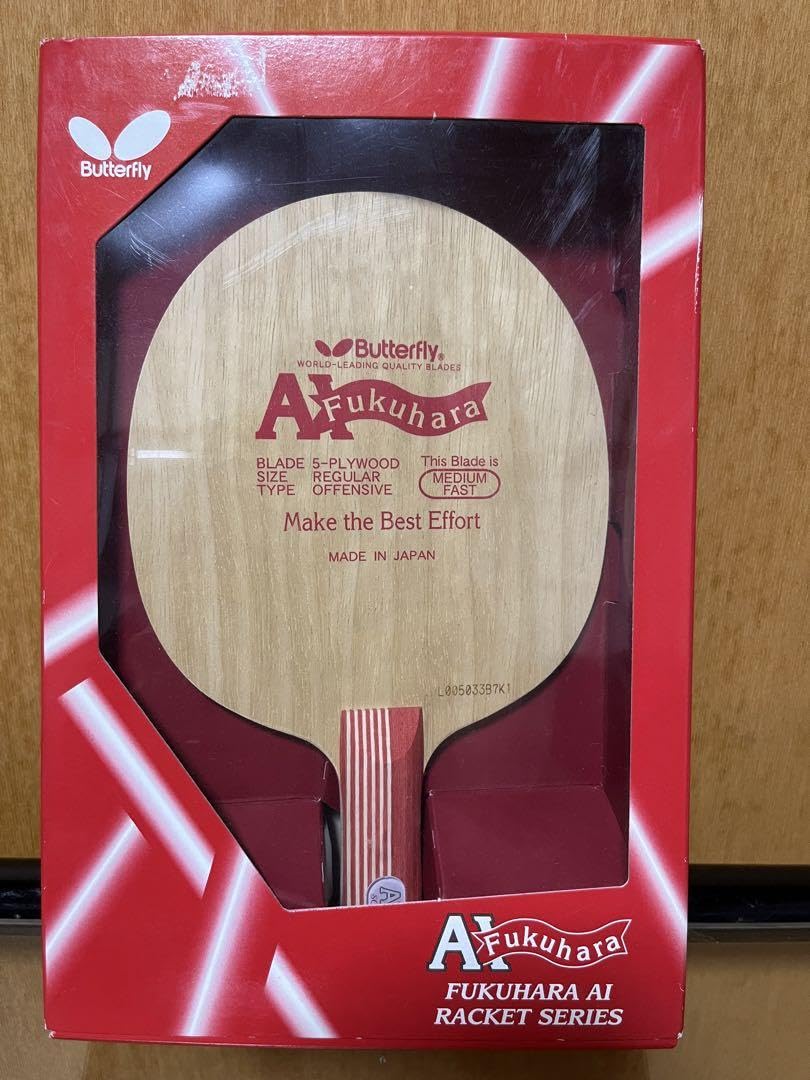 Butterfly
Butterfly®
WORLD-LEADING QUALITY BLADES
AI Fukuhara
BLADE 5-PLYWOOD
SIZE REGULAR
TYPE OFFENSIVE
This Blade is
MEDIUM
FAST
Make the Best Effort
MADE IN JAPAN
L005033B7K1
AI Fukuhara
FUKUHARA AI
RACKET SERIES